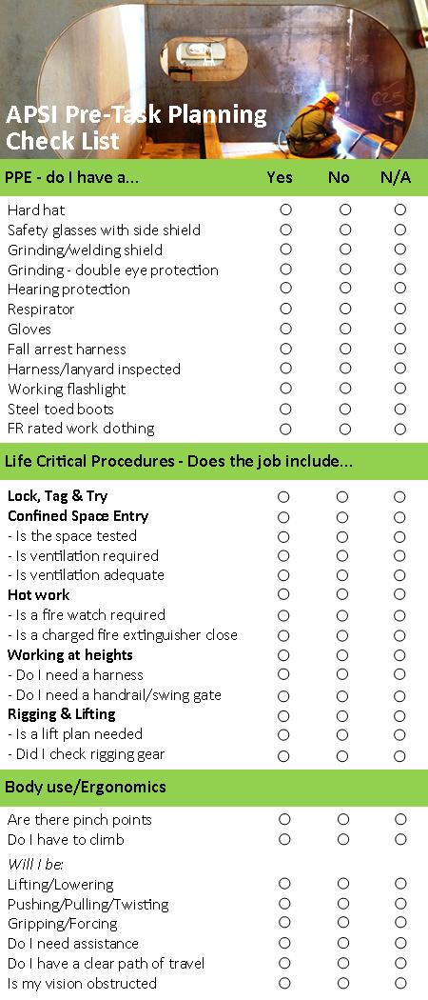 APSI Pre-Task Planning
Check List
PPE - do I have a... Yes No N/A
Hard hat
Safety glasses with side shield
Grinding/welding shield
Grinding - double eye protection
Hearing protection
Respirator
Gloves
Fall arrest harness
Harness/lanyard inspected
Working flashlight
Steel toed boots
FR rated work clothing
Life Critical Procedures - Does the job include...
Lock, Tag & Try
Confined Space Entry
- Is the space tested
- Is ventilation required
- Is ventilation adequate
Hot work
- Is a fire watch required
- Is a charged fire extinguisher close
Working at heights
- Do I need a harness
- Do I need a handrail/swing gate
Rigging & Lifting
- Is a lift plan needed
- Did I check rigging gear
Body use/Ergonomics
Are there pinch points
Do I have to climb
Will I be:
Lifting/Lowering
Pushing/Pulling/Twisting
Gripping/Forcing
Do I need assistance
Do I have a clear path of travel
Is my vision obstructed